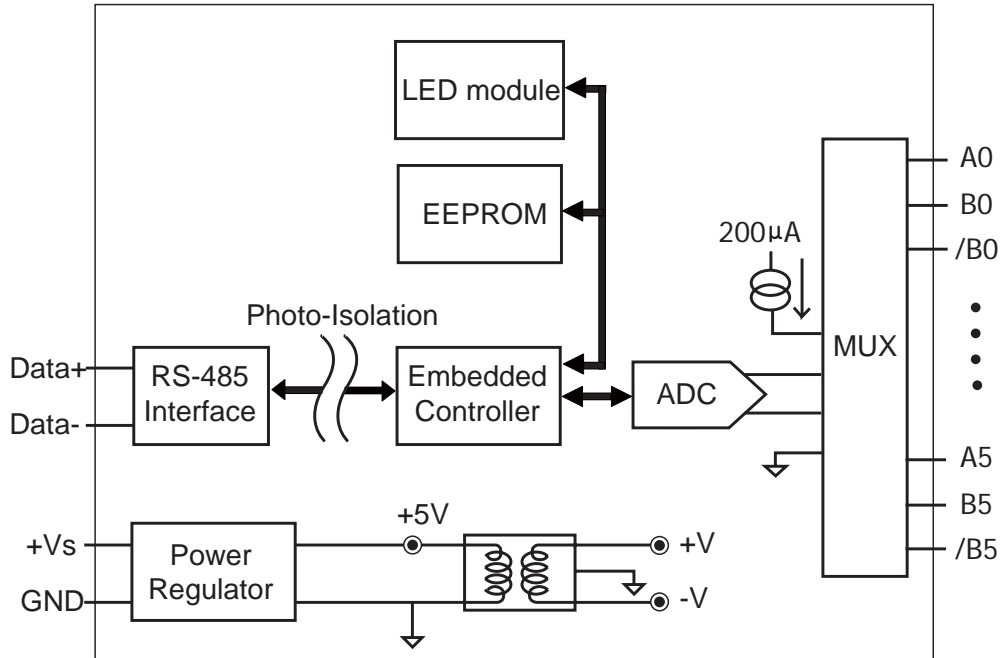 LED module
EEPROM
Photo-Isolation
Data+
Data-
RS-485
Interface
Embedded
Controller
ADC
200µA
MUX
A0
B0
/B0
A5
B5
/B5
+Vs
GND
Power
Regulator
+5V
+V
-V